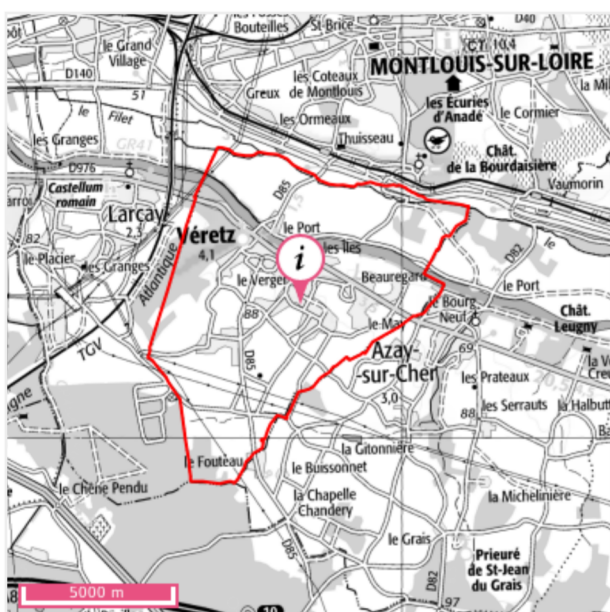 Bouteilles
St-Brice
D40
le Grand
Village
C.T. 10,4
MONTLOUIS-SUR-LOIRE
D140
51
les Coteaux
de Montlouis
Greux
les Écuries
d'Anadé
le Cormier
le
Filet
les Ormeaux
Thuisseau
les Granges
GR41
Chât.
de la Bourdaisière
D976
Castellum
romain
D85
Vaumorin
Larçay
2,3
le Port
82
Véretz
4,1
les Îles
D82
le
le Placier
les Granges
Atlantique
le Verger
i
Beauregard
le Port
88
le Bourg
Neuf
Chât.
Leugny
TGV
le May
Azay-
sur-Cher
3,0
69
D85
les Prateaux
88
les Serrauts
la Halbutt
la Gitonnière
le Fouteau
le Buissonnet
le Chêne Pendu
la Chapelle
Chandery
la Michelinière
le Grais
D85
Prieuré
de St-Jean
du Grais
D82
97
5000 m
10